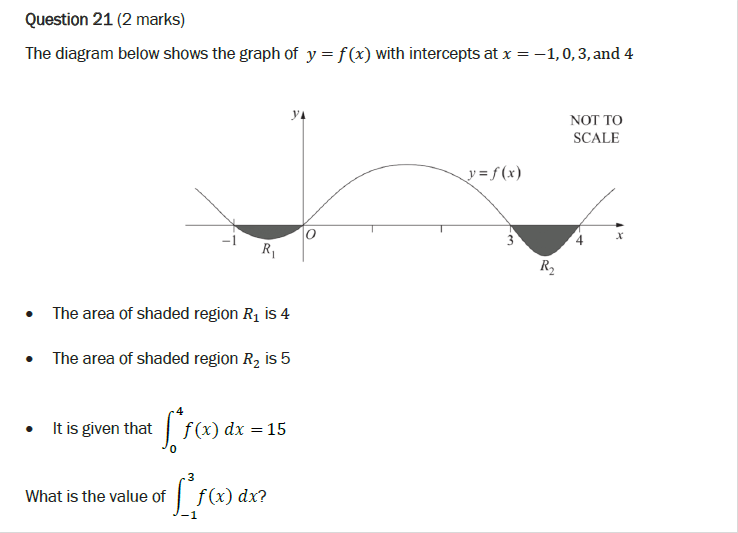 Question 21 (2 marks)
The diagram below shows the graph of y = f(x) with intercepts at x = −1, 0, 3, and 4
y
NOT TO
SCALE
y = f(x)
−1 O 3 4 x
R₁
R₂
• The area of shaded region R₁ is 4
• The area of shaded region R₂ is 5
• It is given that ∫₀⁴ f(x) dx = 15
What is the value of ∫₋₁³ f(x) dx?